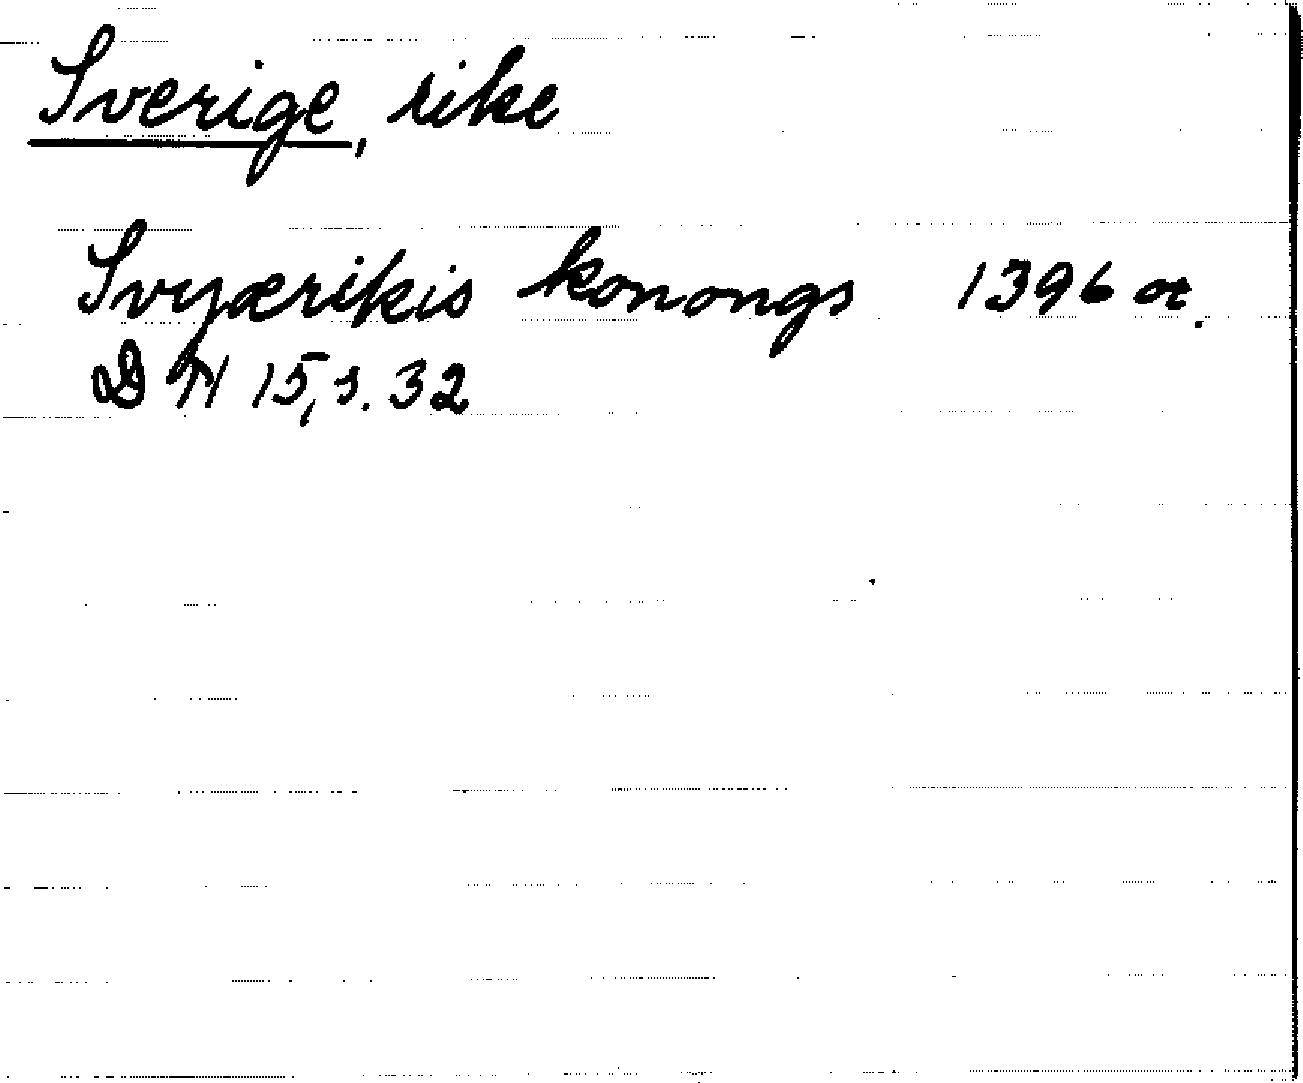 Sverige, rike
Svyærikis konongs 1396 or.
DN 15, s. 32